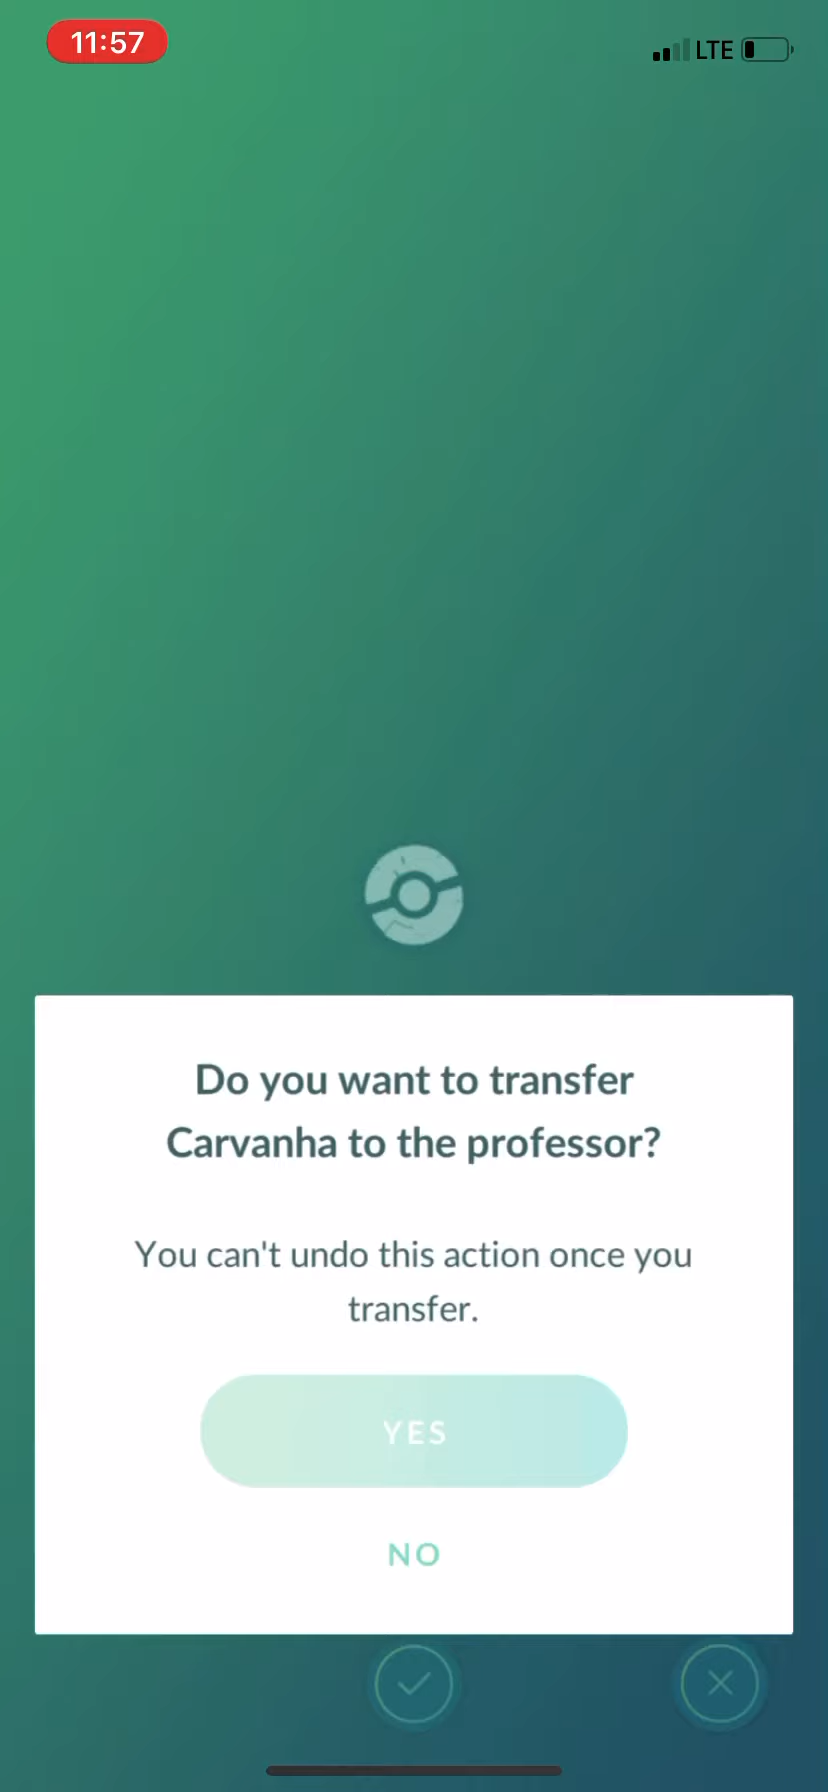 11:57
LTE
Do you want to transfer
Carvanha to the professor?
You can't undo this action once you
transfer.
YES
NO